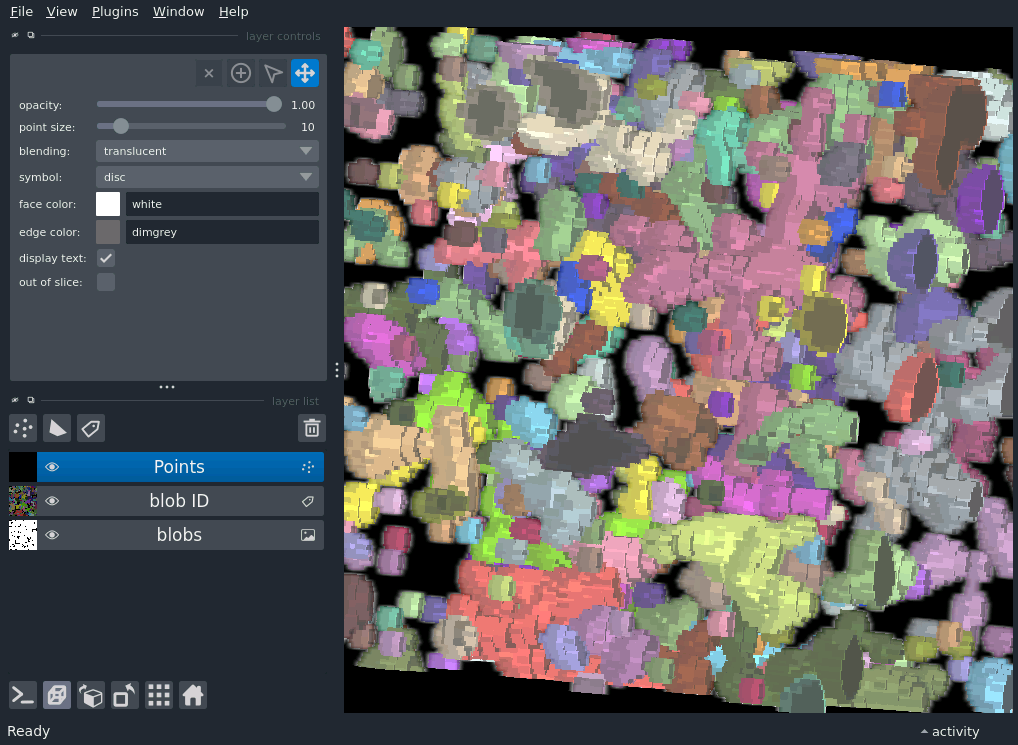 File View Plugins Window Help
layer controls
opacity: 1.00
point size: 10
blending: translucent
symbol: disc
face color: white
edge color: dimgrey
display text:
out of slice:
layer list
Points
blob ID
blobs
Ready
activity